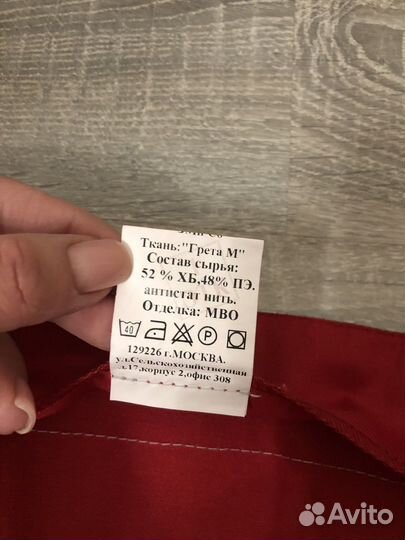 Ткань:"Грета М"
Состав сырья:
52 % ХБ,48% ПЭ.
антистат нить.
Отделка: МВО
40 P
129226 г.МОСКВА.
ул.Сельскохозяйственная
д.17,корпус 2,офис 308
Avito